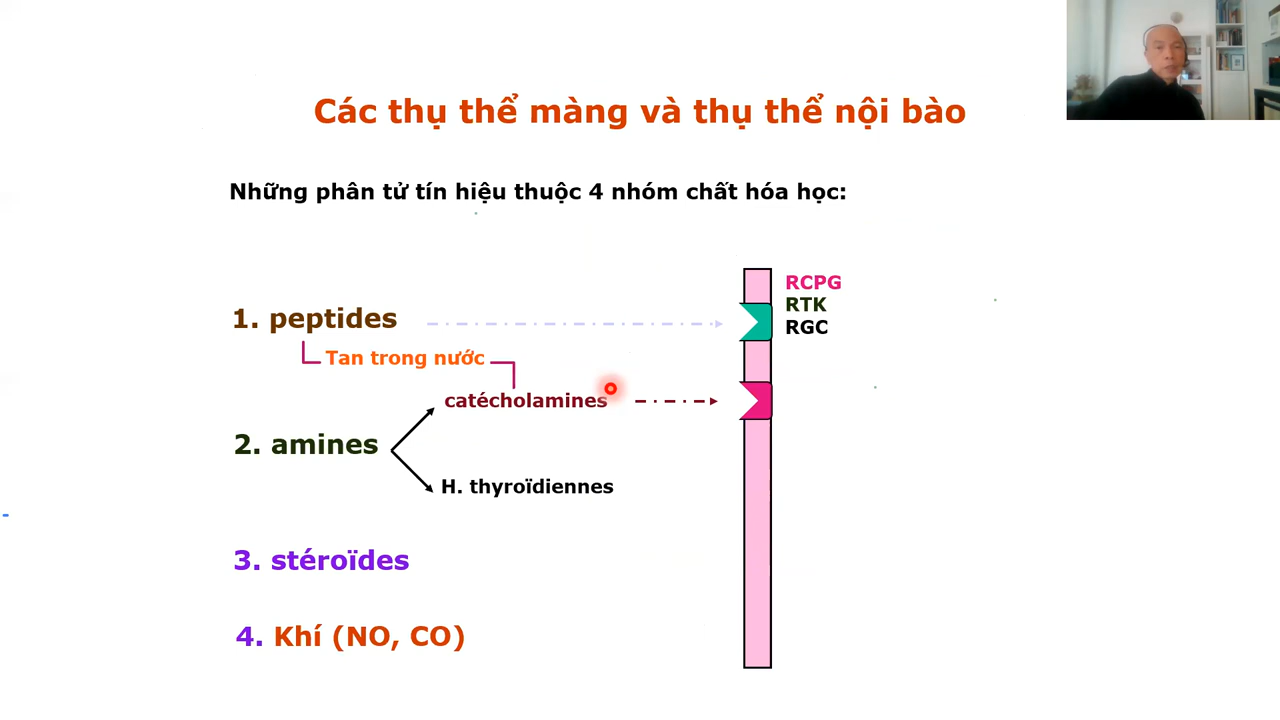 Các thụ thể màng và thụ thể nội bào
Những phân tử tín hiệu thuộc 4 nhóm chất hóa học:
RCPG
RTK
RGC
1. peptides
Tan trong nước
catécholamines
2. amines
H. thyroïdiennes
3. stéroïdes
4. Khí (NO, CO)